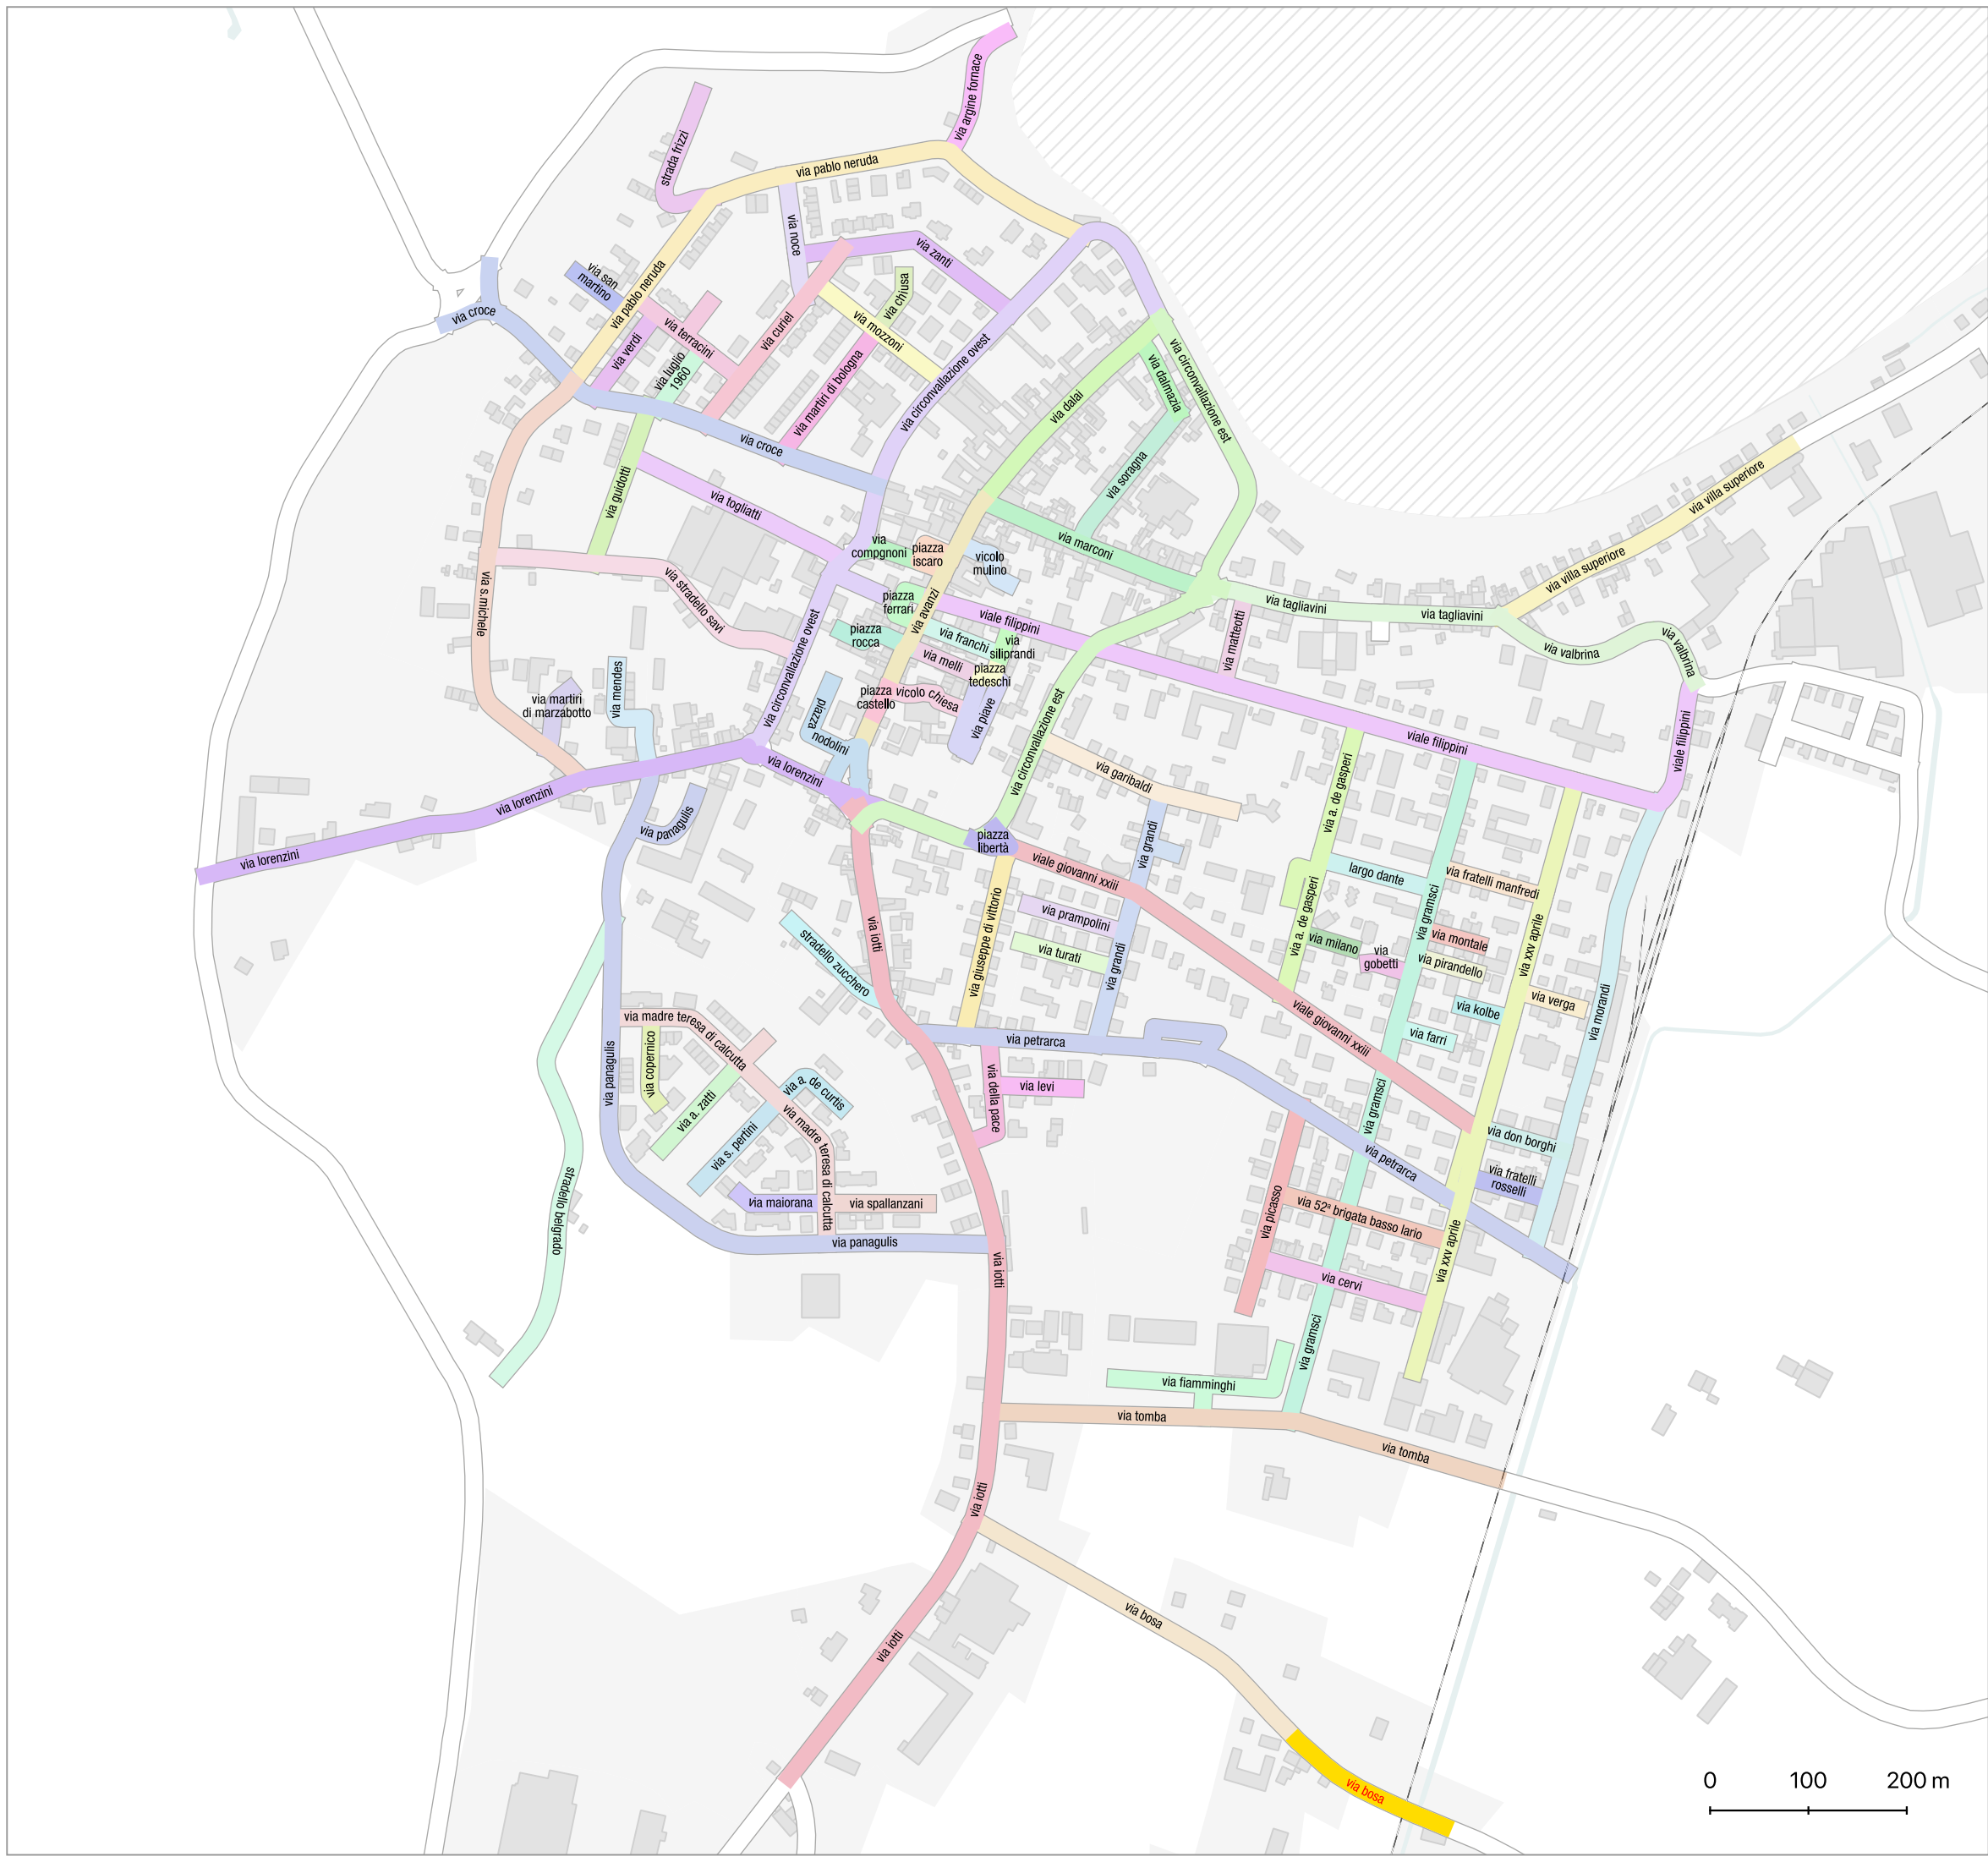 via argine fornace
strada frizzi
via pablo neruda
via noce
via zanti
via san
martino
via pablo neruda
via chiusa
via croce
via verdi
via terracini
via curiel
via mozzoni
via luglio
1960
via martiri di bologna
via circonvallazione ovest
via dalai
via dalmazia
via circonvallazione est
via croce
via guidotti
via togliatti
via soragna
via villa superiore
via marconi
via
compgnoni
piazza
iscaro
vicolo
mulino
via villa superiore
via s.michele
via stradello savi
piazza
ferrari
via avanzi
viale filippini
via tagliavini
via tagliavini
via matteotti
via valbrina
via valbrina
piazza
rocca
via franchi
via
siliprandi
via melli
piazza
tedeschi
via circonvallazione ovest
via mendes
via martiri
di marzabotto
piazza
castello
vicolo chiesa
piazza
nodolini
via piave
via circonvallazione est
viale filippini
viale filippini
via lorenzini
via garibaldi
via a. de gasperi
via lorenzini
via panagulis
via grandi
piazza
libertà
via lorenzini
viale giovanni xxiii
largo dante
via fratelli manfredi
via giuseppe di vittorio
via prampolini
via gramsci
via a. de gasperi
via iotti
via turati
via milano
via
gobetti
via montale
via pirandello
via xxv aprile
stradello zucchero
via grandi
via kolbe
via verga
via morandi
via madre teresa di calcutta
via petrarca
viale giovanni xxiii
via farri
via copernico
via panagulis
via a. zatti
via a. de curtis
via della pace
via levi
via gramsci
via s. pertini
via madre teresa di calcutta
via don borghi
via petrarca
via fratelli
rosselli
stradello belgrado
via maiorana
via spallanzani
via picasso
via 52ª brigata basso lario
via panagulis
via iotti
via xxv aprile
via cervi
via gramsci
via fiamminghi
via tomba
via tomba
via iotti
via bosa
via iotti
via bosa
0 100 200 m